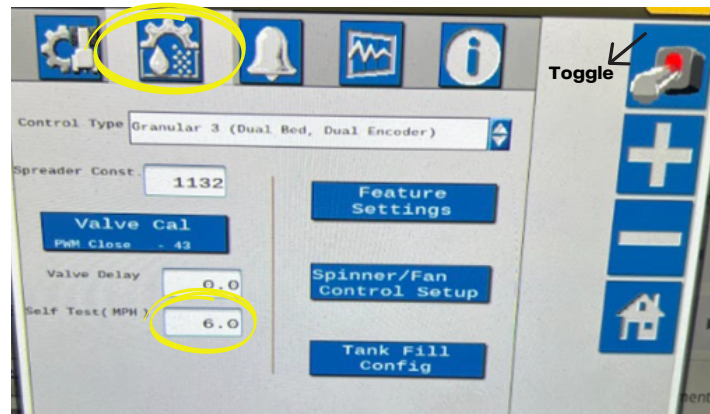 Toggle
Control Type Granular 3 (Dual Bed, Dual Encoder)
Spreader Const. 1132
Feature
Settings
Valve Cal
PWM Close - 43
Valve Delay 0.0
Spinner/Fan
Control Setup
Self Test(MPH) 6.0
Tank Fill
Config